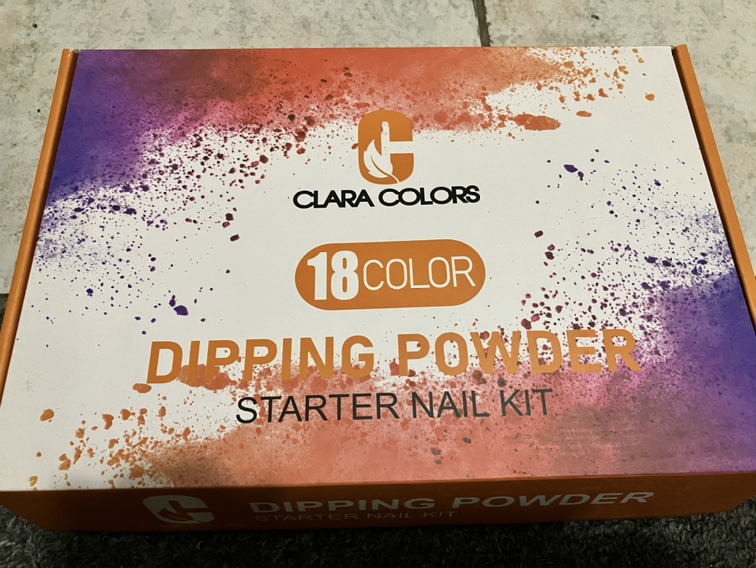 CLARA COLORS
18 COLOR
DIPPING POWDER
STARTER NAIL KIT
DIPPING POWDER
STARTER NAIL KIT